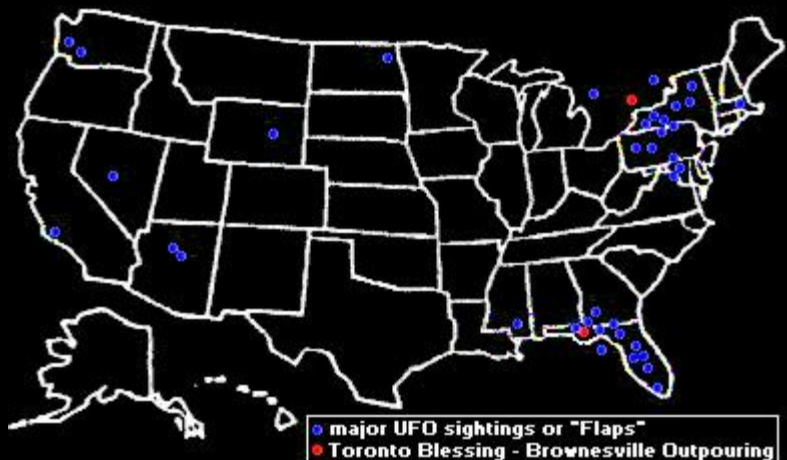 major UFO sightings or "Flaps"
Toronto Blessing - Brownesville Outpouring